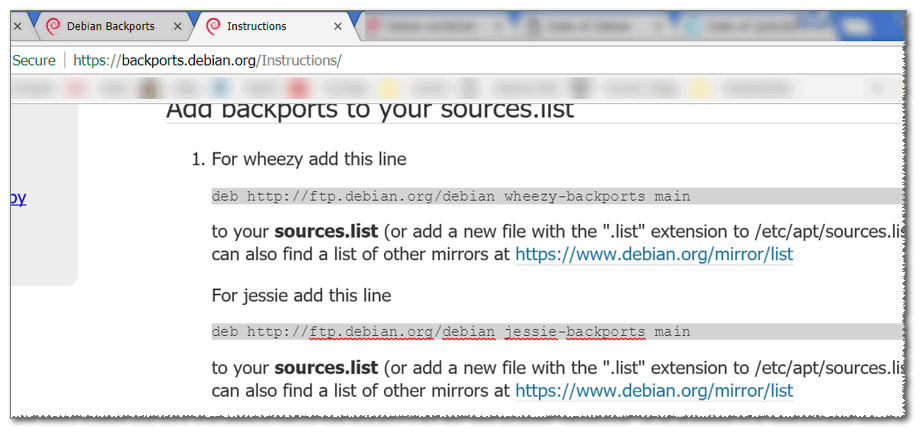 Debian Backports
Instructions
Secure https://backports.debian.org/Instructions/
Add backports to your sources.list
1. For wheezy add this line
deb http://ftp.debian.org/debian wheezy-backports main
to your sources.list (or add a new file with the ".list" extension to /etc/apt/sources.lis
can also find a list of other mirrors at https://www.debian.org/mirror/list
For jessie add this line
deb http://ftp.debian.org/debian jessie-backports main
to your sources.list (or add a new file with the ".list" extension to /etc/apt/sources.lis
can also find a list of other mirrors at https://www.debian.org/mirror/list